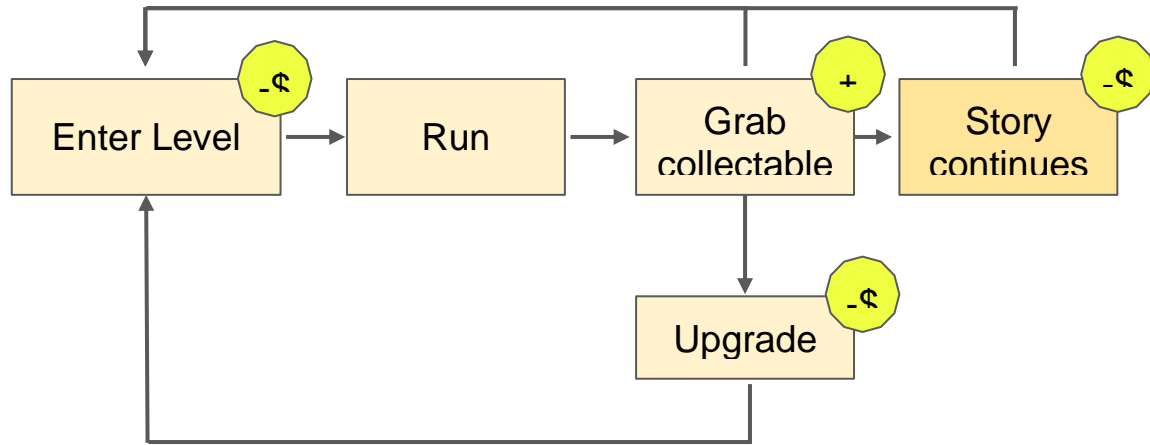 -$
+
-$
Enter Level
Run
Grab
collectable
Story
continues
-$
Upgrade